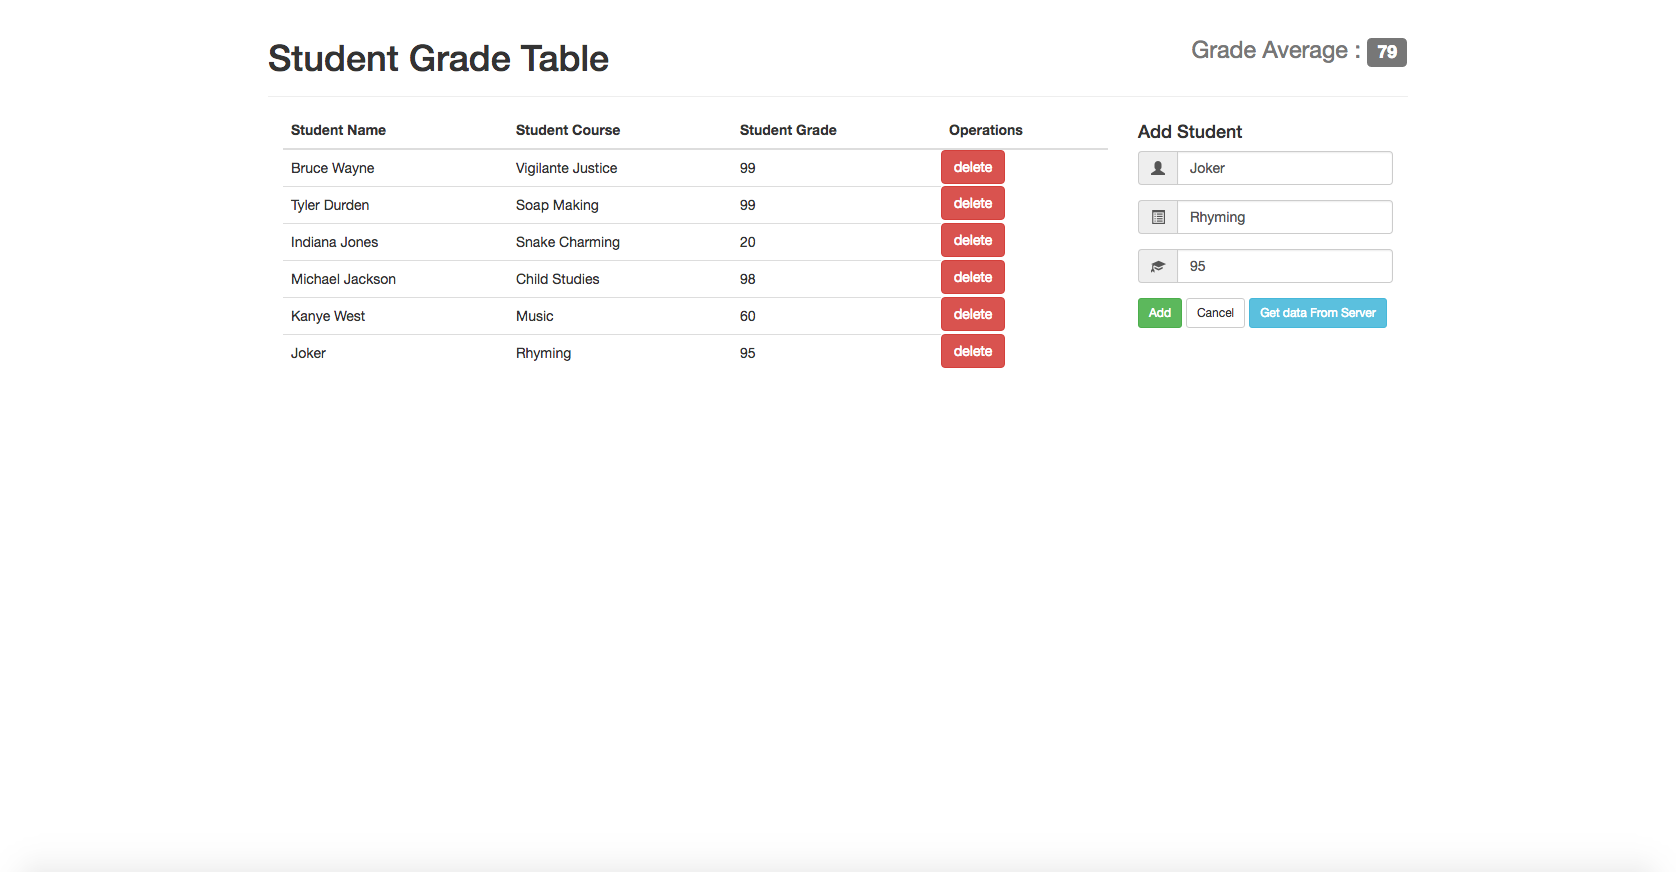 Student Grade Table
Grade Average : 79
Student Name Student Course Student Grade Operations
Bruce Wayne Vigilante Justice 99 delete
Tyler Durden Soap Making 99 delete
Indiana Jones Snake Charming 20 delete
Michael Jackson Child Studies 98 delete
Kanye West Music 60 delete
Joker Rhyming 95 delete
Add Student
Joker
Rhyming
95
Add Cancel Get data From Server